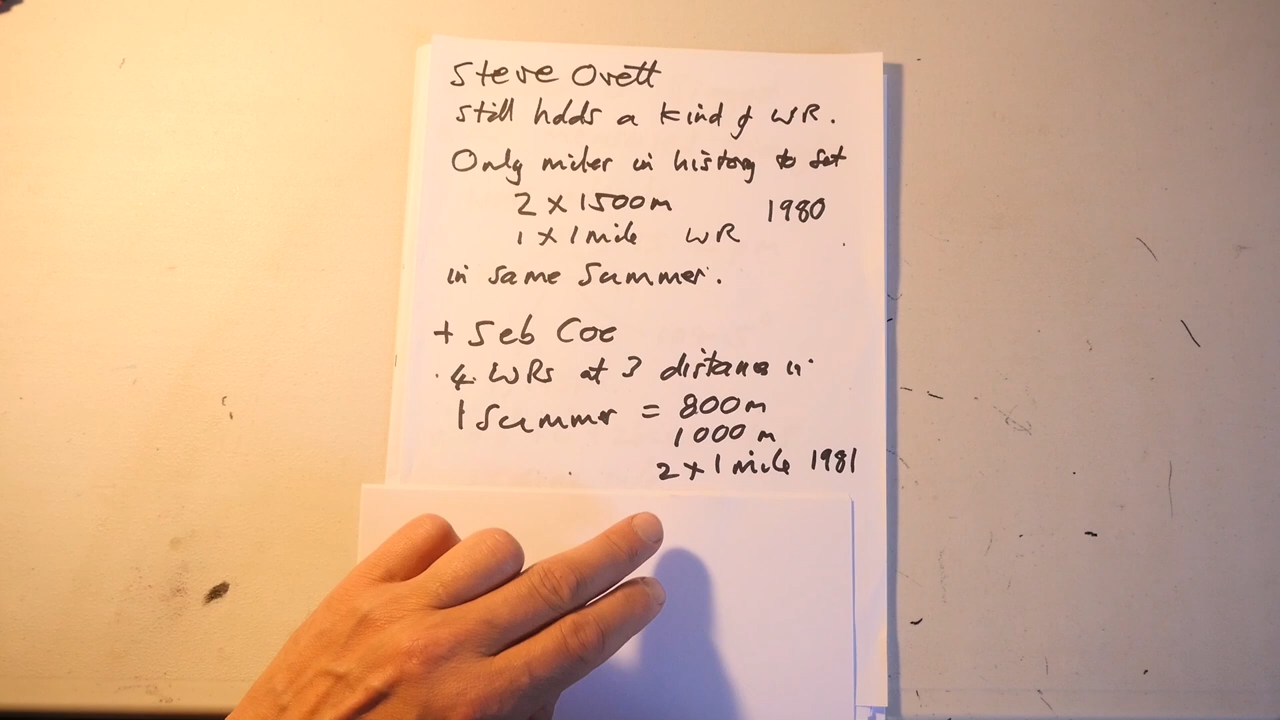 Steve Ovett
still holds a kind of WR.
Only miler in history to set
2 x 1500m 1980
1 x 1 mile WR
in same Summer.
+ Seb Coe
4 WRs at 3 distance in
1 Summer = 800m
1000m
2 x 1 mile 1981